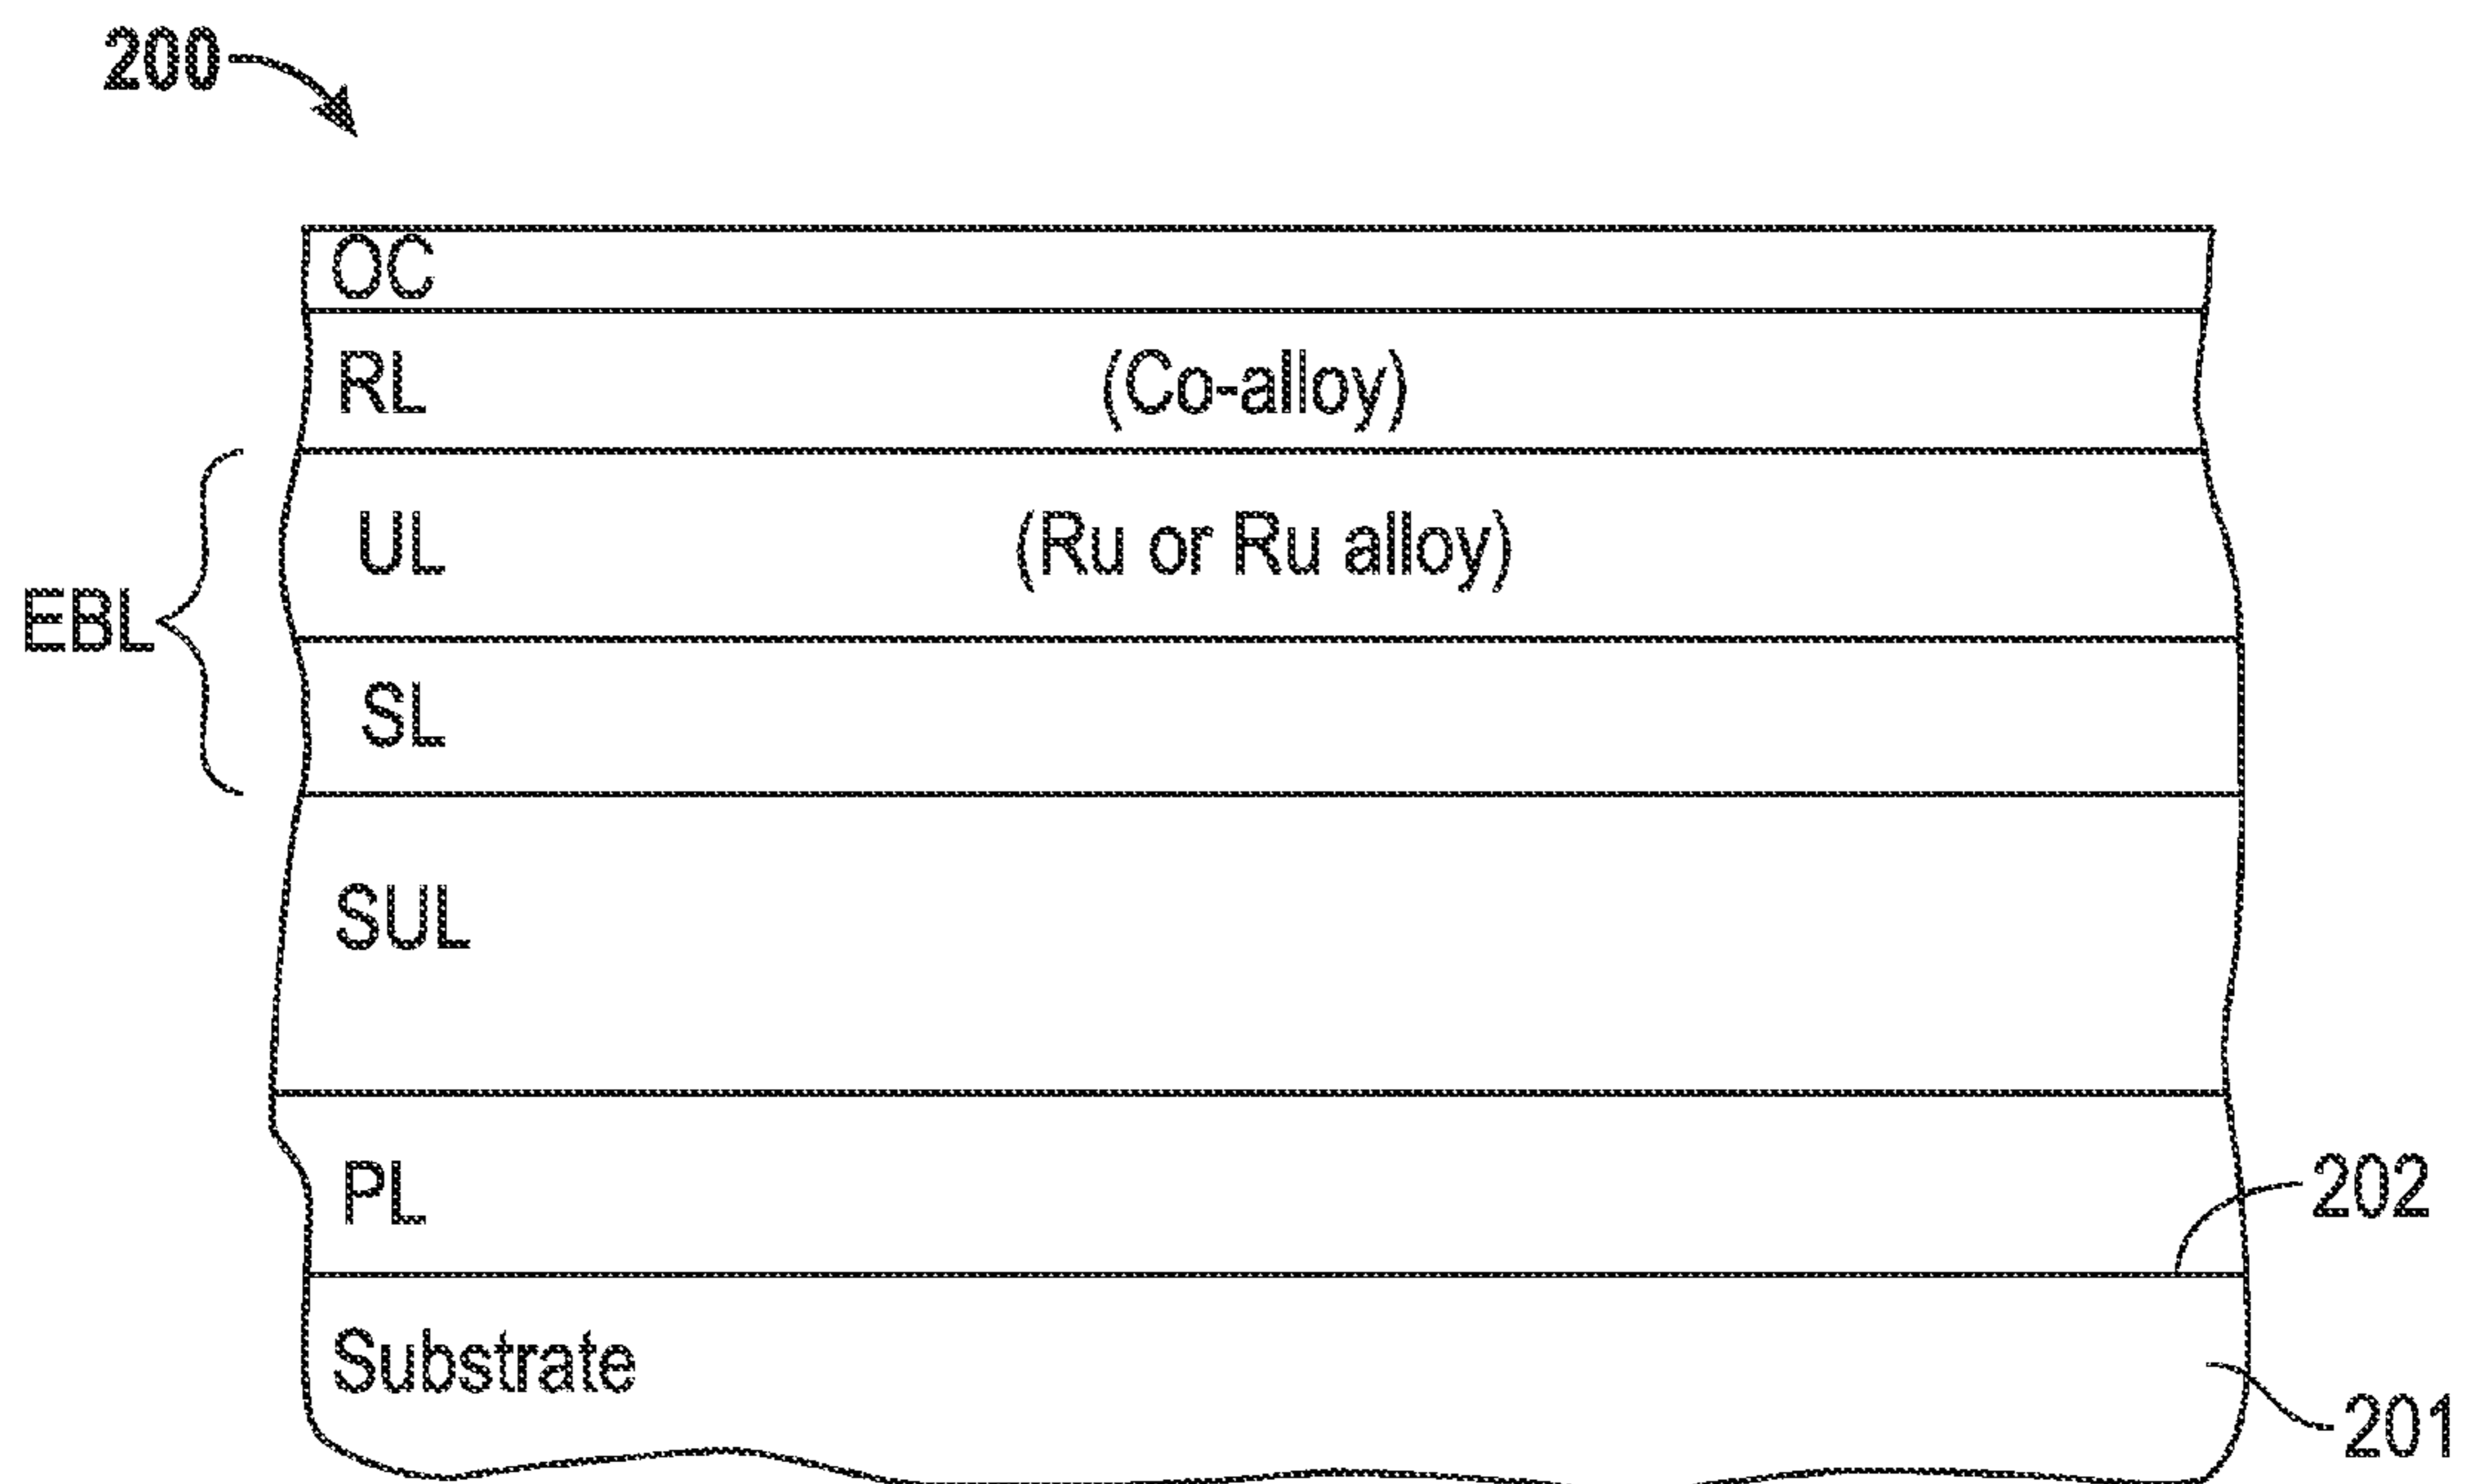 200
OC
RL (Co-alloy)
UL (Ru or Ru alloy)
EBL
SL
SUL
PL
202
Substrate
201